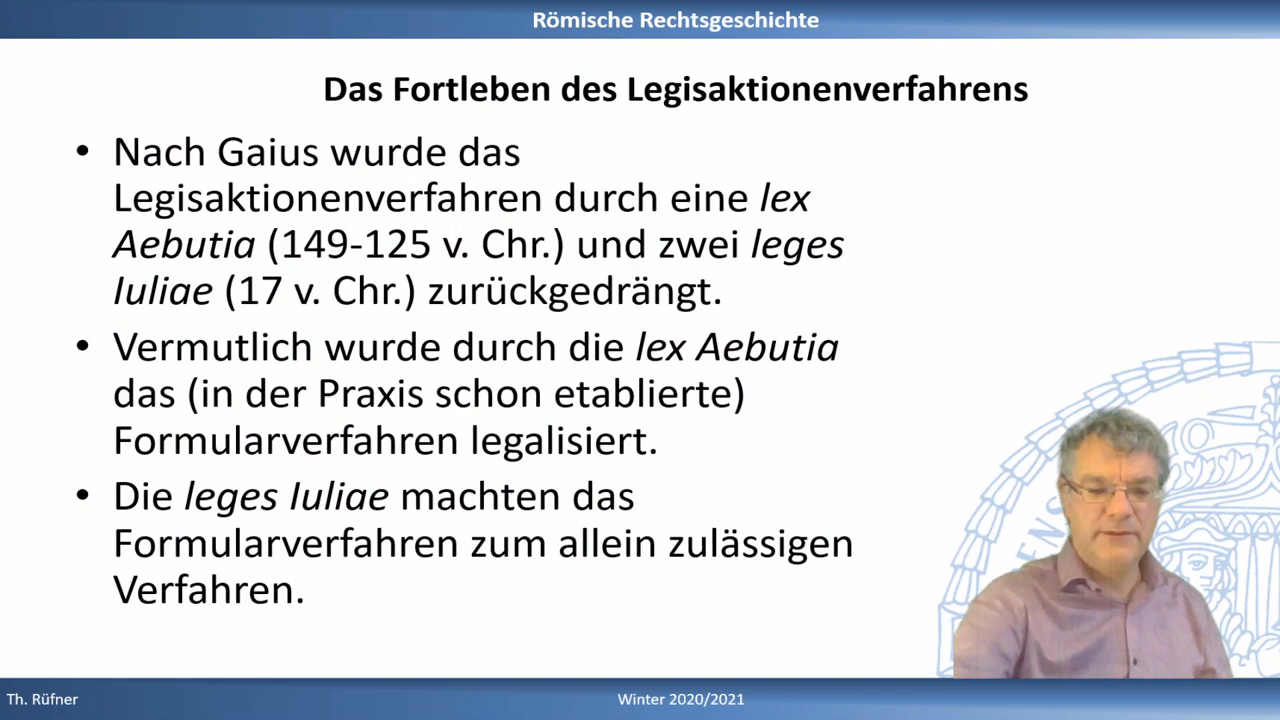 Römische Rechtsgeschichte
Das Fortleben des Legisaktionenverfahrens
• Nach Gaius wurde das
Legisaktionenverfahren durch eine lex
Aebutia (149-125 v. Chr.) und zwei leges
Iuliae (17 v. Chr.) zurückgedrängt.
• Vermutlich wurde durch die lex Aebutia
das (in der Praxis schon etablierte)
Formularverfahren legalisiert.
• Die leges Iuliae machten das
Formularverfahren zum allein zulässigen
Verfahren.
Th. Rüfner
Winter 2020/2021